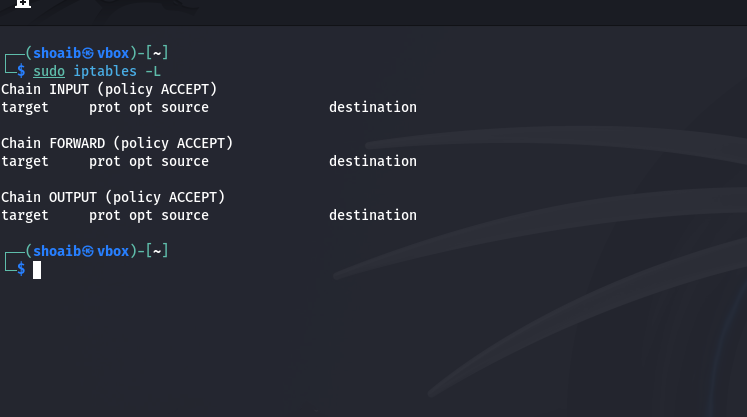 ┌──(shoaib㉿vbox)-[~]
└─$ sudo iptables -L
Chain INPUT (policy ACCEPT)
target     prot opt source               destination

Chain FORWARD (policy ACCEPT)
target     prot opt source               destination

Chain OUTPUT (policy ACCEPT)
target     prot opt source               destination

┌──(shoaib㉿vbox)-[~]
└─$